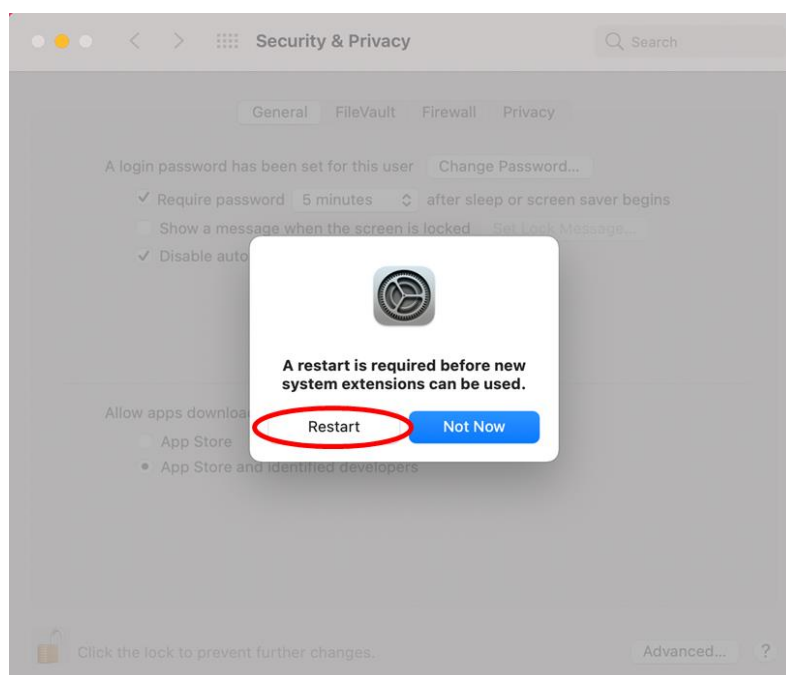 Security & Privacy
Search
General FileVault Firewall Privacy
A login password has been set for this user Change Password...
Require password 5 minutes after sleep or screen saver begins
Show a message when the screen is locked Set Lock Message...
Disable auto
A restart is required before new
system extensions can be used.
Allow apps downloa
Restart Not Now
App Store
App Store and identified developers
Click the lock to prevent further changes. Advanced... ?